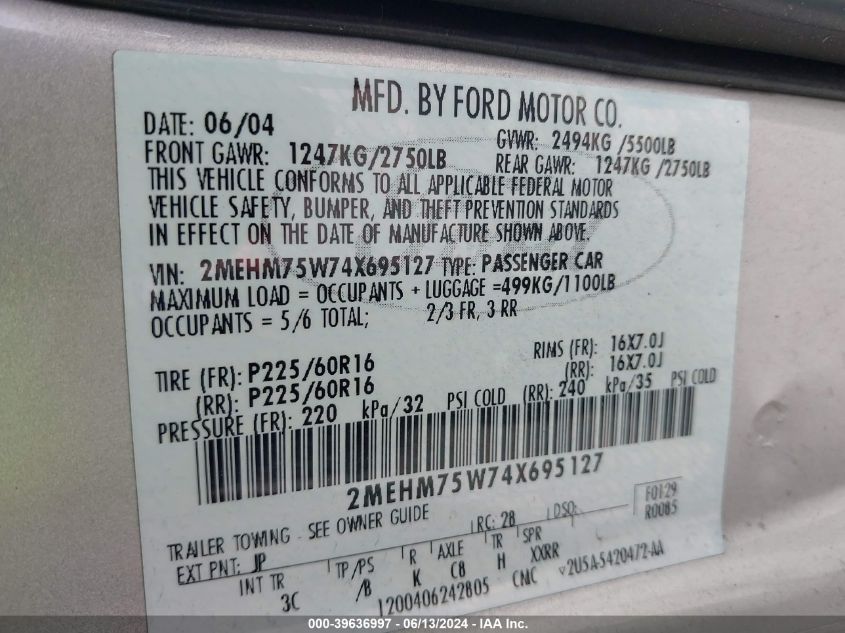 MFD. BY FORD MOTOR CO.
DATE: 06/04 GVWR: 2494KG /5500LB
FRONT GAWR: 1247KG/2750LB REAR GAWR: 1247KG /2750LB
THIS VEHICLE CONFORMS TO ALL APPLICABLE FEDERAL MOTOR
VEHICLE SAFETY, BUMPER, AND THEFT PREVENTION STANDARDS
IN EFFECT ON THE DATE OF MANUFACTURE SHOWN ABOVE.
VIN: 2MEHM75W74X695127 TYPE: PASSENGER CAR
MAXIMUM LOAD = OCCUPANTS + LUGGAGE =499KG/1100LB
OCCUPANTS = 5/6 TOTAL; 2/3 FR, 3 RR
TIRE (FR): P225/60R16 RIMS (FR): 16X7.0J
(RR): P225/60R16 (RR): 16X7.0J
PRESSURE (FR): 220 kPa/32 PSI COLD (RR): 240 kPa/35 PSI COLD
2MEHM75W74X695127
F0129
R0085
TRAILER TOWING - SEE OWNER GUIDE RC: 28 DSO:
EXT PNT: JP TP/PS R AXLE TR SPR
INT TR 3C /B K C8 H XXRR
1200406242805 CMC v2U5A-5420472-AA
000-39636997 - 06/13/2024 - IAA Inc.